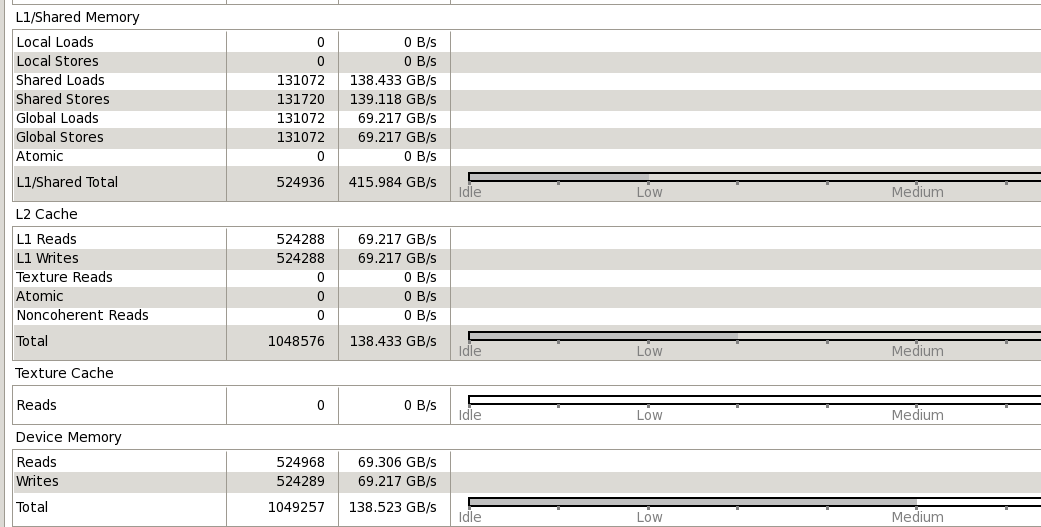 L1/Shared Memory
Local Loads 0 0 B/s
Local Stores 0 0 B/s
Shared Loads 131072 138.433 GB/s
Shared Stores 131720 139.118 GB/s
Global Loads 131072 69.217 GB/s
Global Stores 131072 69.217 GB/s
Atomic 0 0 B/s
L1/Shared Total 524936 415.984 GB/s
Idle Low Medium
L2 Cache
L1 Reads 524288 69.217 GB/s
L1 Writes 524288 69.217 GB/s
Texture Reads 0 0 B/s
Atomic 0 0 B/s
Noncoherent Reads 0 0 B/s
Total 1048576 138.433 GB/s
Idle Low Medium
Texture Cache
Reads 0 0 B/s
Idle Low Medium
Device Memory
Reads 524968 69.306 GB/s
Writes 524289 69.217 GB/s
Total 1049257 138.523 GB/s
Idle Low Medium